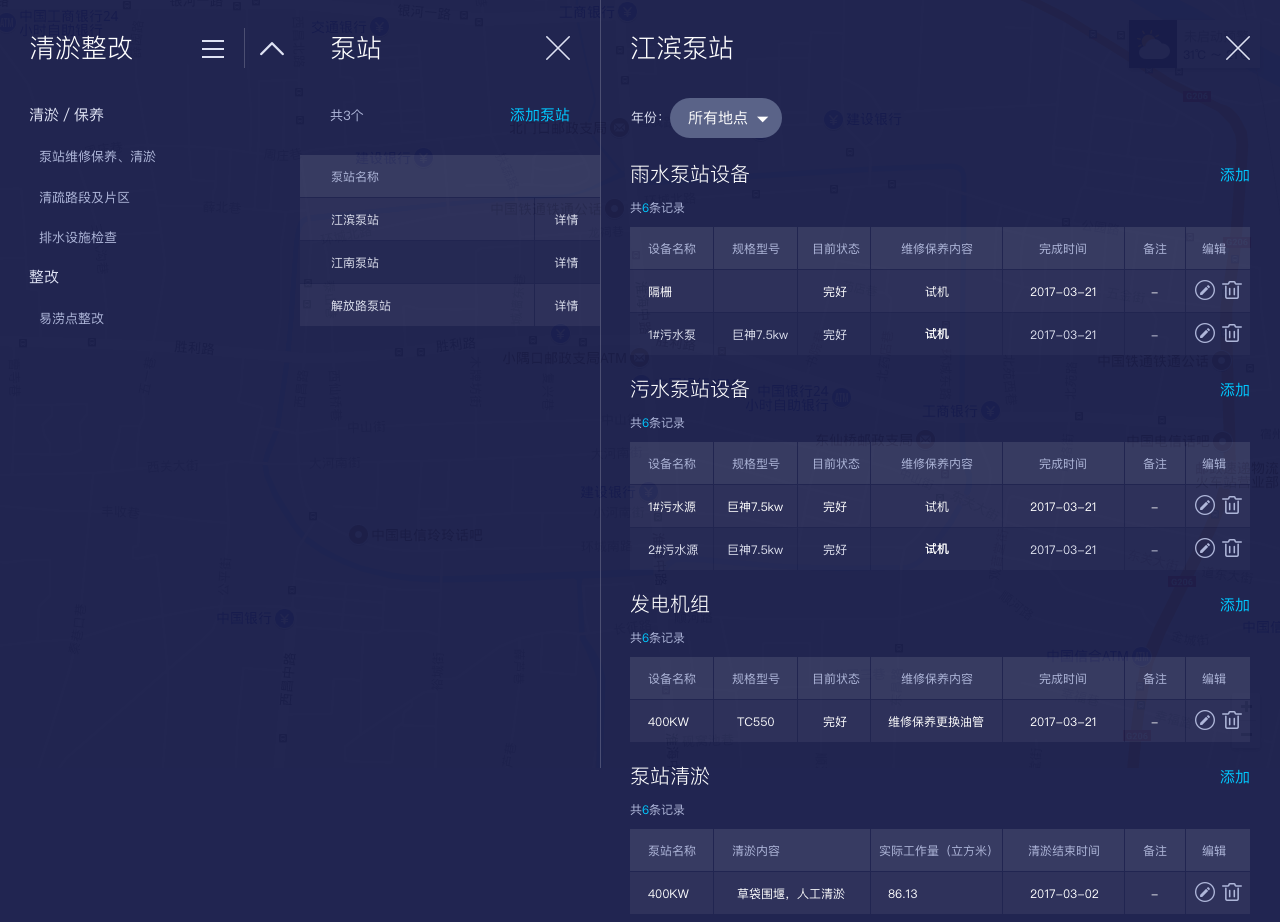 清淤整改
清淤 / 保养
泵站维修保养、清淤
清疏路段及片区
排水设施检查
整改
易涝点整改
泵站
共3个 添加泵站
泵站名称
江滨泵站 详情
江南泵站 详情
解放路泵站 详情
江滨泵站
年份： 所有地点
雨水泵站设备 添加
共6条记录
设备名称 规格型号 目前状态 维修保养内容 完成时间 备注 编辑
隔栅 完好 试机 2017-03-21 –
1#污水泵 巨神7.5kw 完好 试机 2017-03-21 –
污水泵站设备 添加
共6条记录
设备名称 规格型号 目前状态 维修保养内容 完成时间 备注 编辑
1#污水源 巨神7.5kw 完好 试机 2017-03-21 –
2#污水源 巨神7.5kw 完好 试机 2017-03-21 –
发电机组 添加
共6条记录
设备名称 规格型号 目前状态 维修保养内容 完成时间 备注 编辑
400KW TC550 完好 维修保养更换油管 2017-03-21 –
泵站清淤 添加
共6条记录
泵站名称 清淤内容 实际工作量（立方米） 清淤结束时间 备注 编辑
400KW 草袋围堰，人工清淤 86.13 2017-03-02 –